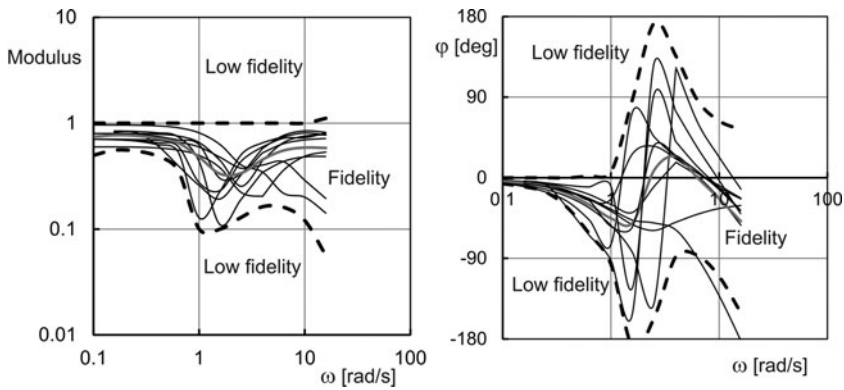 10
Modulus
Low fidelity
1
Fidelity
0.1
Low fidelity
0.01
0.1 1 10 100
ω [rad/s]
180
φ [deg]
Low fidelity
90
0
0 1 1 10 100
Fidelity
-90
Low fidelity
-180
ω [rad/s]